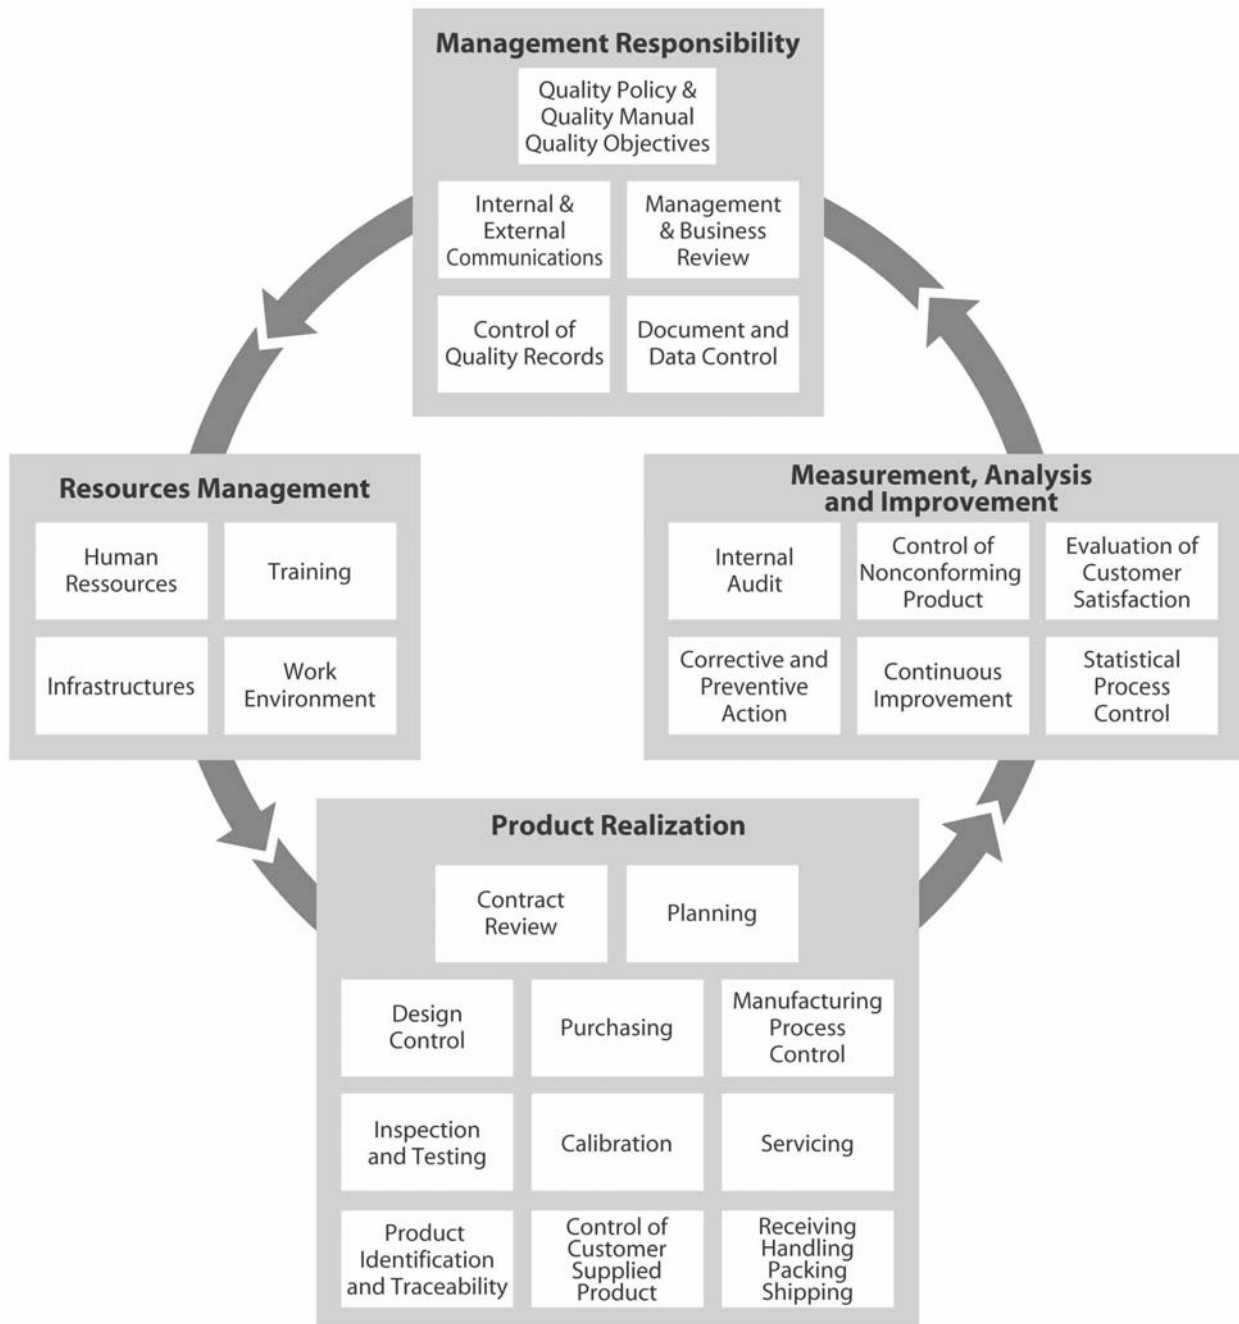 Management Responsibility
Quality Policy &
Quality Manual
Quality Objectives
Internal &
External
Communications
Management
& Business
Review
Control of
Quality Records
Document and
Data Control
Resources Management
Human
Ressources
Training
Infrastructures
Work
Environment
Measurement, Analysis
and Improvement
Internal
Audit
Control of
Nonconforming
Product
Evaluation of
Customer
Satisfaction
Corrective and
Preventive
Action
Continuous
Improvement
Statistical
Process
Control
Product Realization
Contract
Review
Planning
Design
Control
Purchasing
Manufacturing
Process
Control
Inspection
and Testing
Calibration
Servicing
Product
Identification
and Traceability
Control of
Customer
Supplied
Product
Receiving
Handling
Packing
Shipping